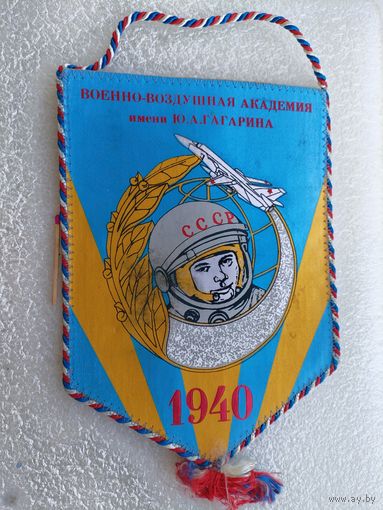 ВОЕННО-ВОЗДУШНАЯ АКАДЕМИЯ
имени Ю.А.ГАГАРИНА
СССР
1940
www.ay.by